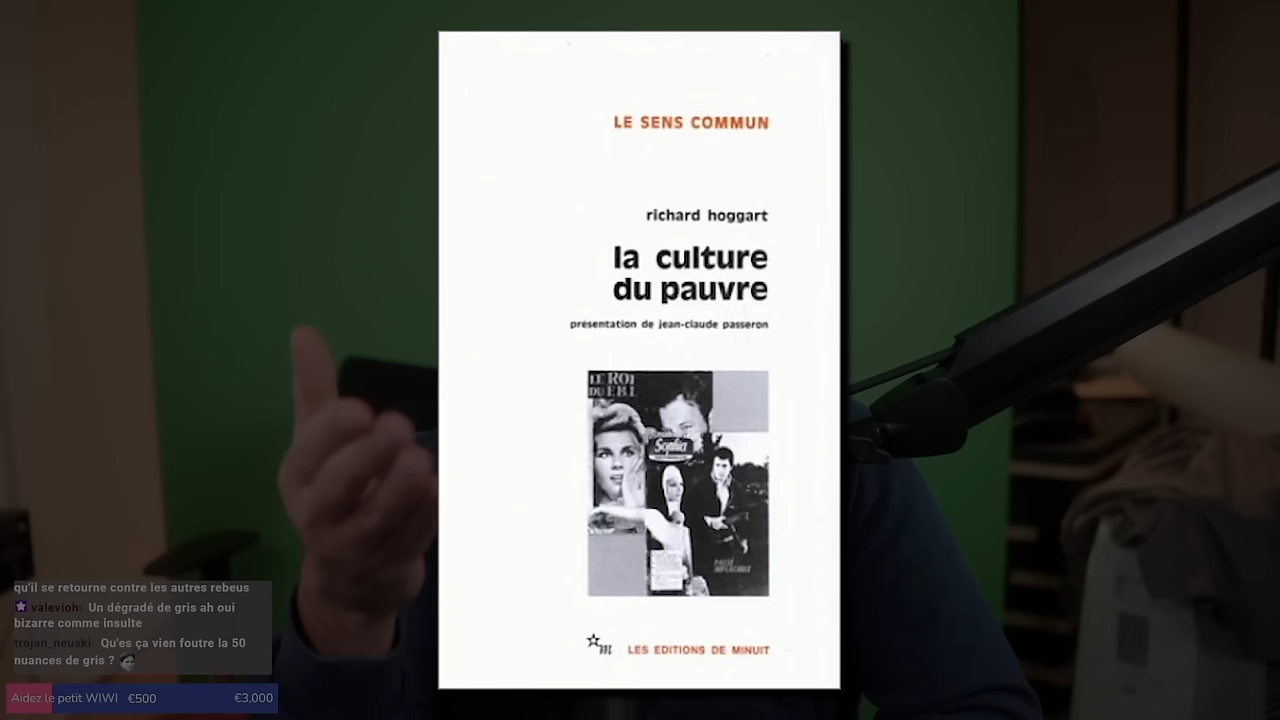 LE SENS COMMUN
richard hoggart
la culture
du pauvre
présentation de jean-claude passeron
LE ROI
Sophia
LES EDITIONS DE MINUIT
qu'il se retourne contre les autres rebeus
valevioh: Un dégradé de gris ah oui
bizarre comme insulte
trojan_neuski: Qu'es ça vien foutre la 50
nuances de gris ?
Aidez le petit WIWI €500 €3,000